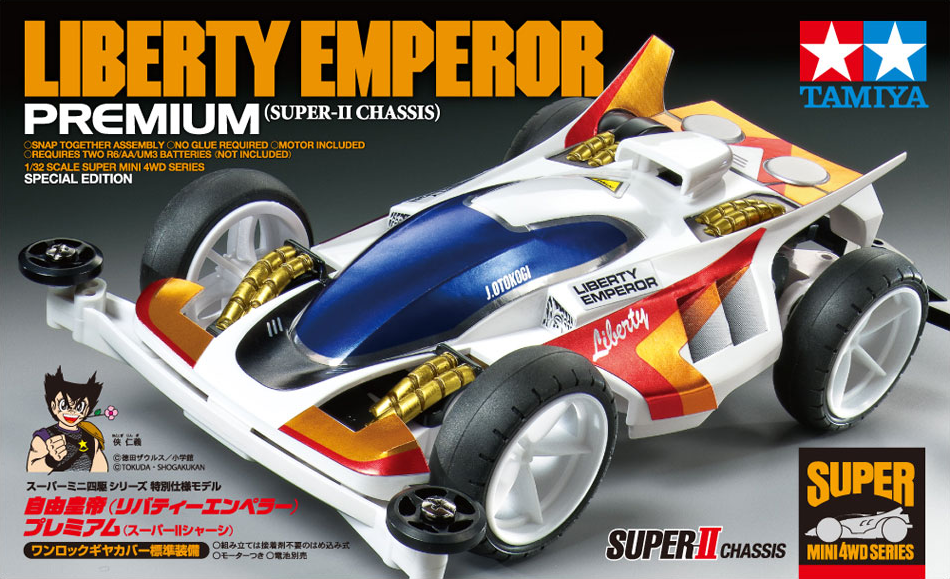 LIBERTY EMPEROR
PREMIUM (SUPER-II CHASSIS)
○SNAP TOGETHER ASSEMBLY ○NO GLUE REQUIRED ○MOTOR INCLUDED
○REQUIRES TWO R6/AA/UM3 BATTERIES (NOT INCLUDED)
1/32 SCALE SUPER MINI 4WD SERIES
SPECIAL EDITION
TAMIYA
J.OTOKOGI
LIBERTY
EMPEROR
Liberty
侠 仁義
©徳田ザウルス／小学館
©TOKUDA・SHOGAKUKAN
スーパーミニ四駆 シリーズ 特別仕様モデル
自由皇帝（リバティーエンペラー）
プレミアム（スーパーIIシャーシ）
ワンロックギヤカバー標準装備
○組み立ては接着剤不要のはめ込み式
○モーターつき ○電池別売
SUPER-II CHASSIS
SUPER
MINI 4WD SERIES